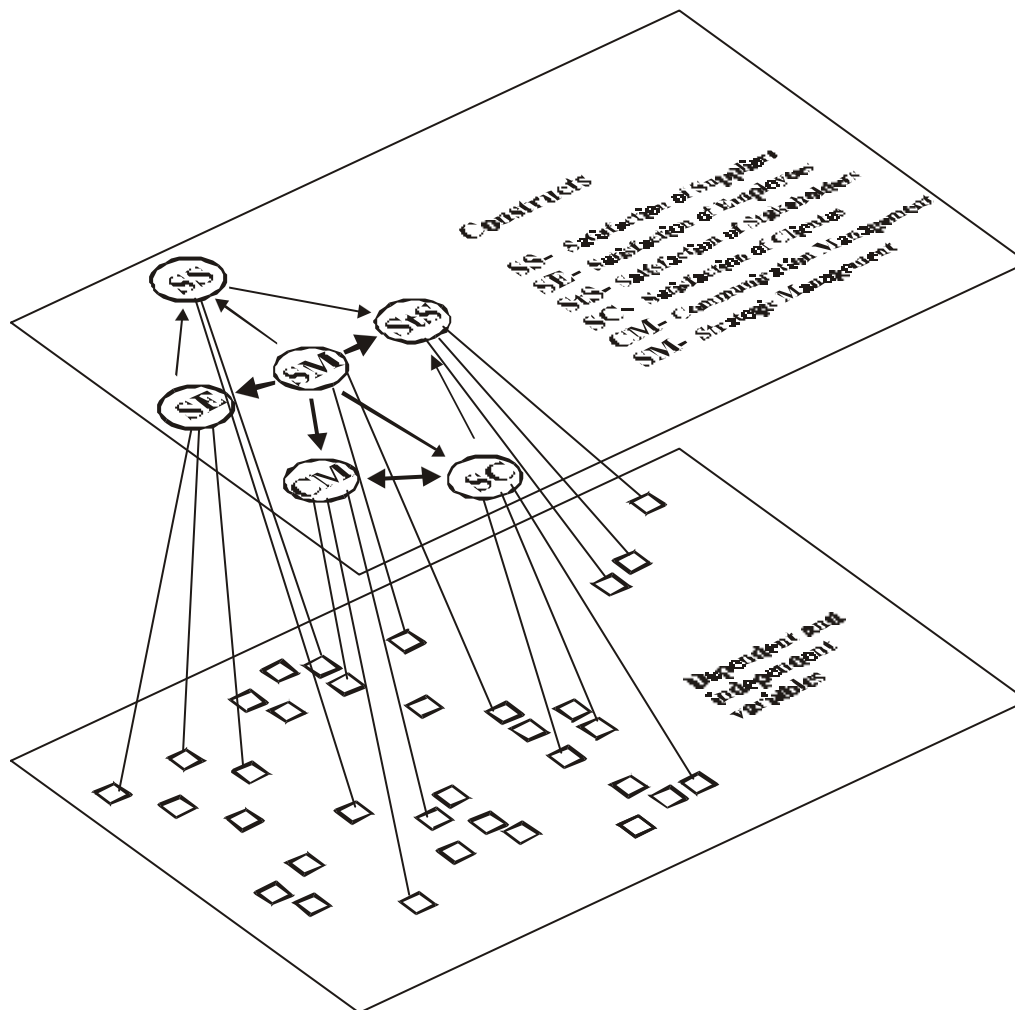 Constructs
SS- Satisfaction of Suppliers
SE- Satisfaction of Employees
StS- Satisfaction of Stakeholders
SC- Satisfaction of Clientes
CM- Communication Management
SM- Strategic Management
SS
StS
SM
SE
CM
SC
Dependent and
independent
variables